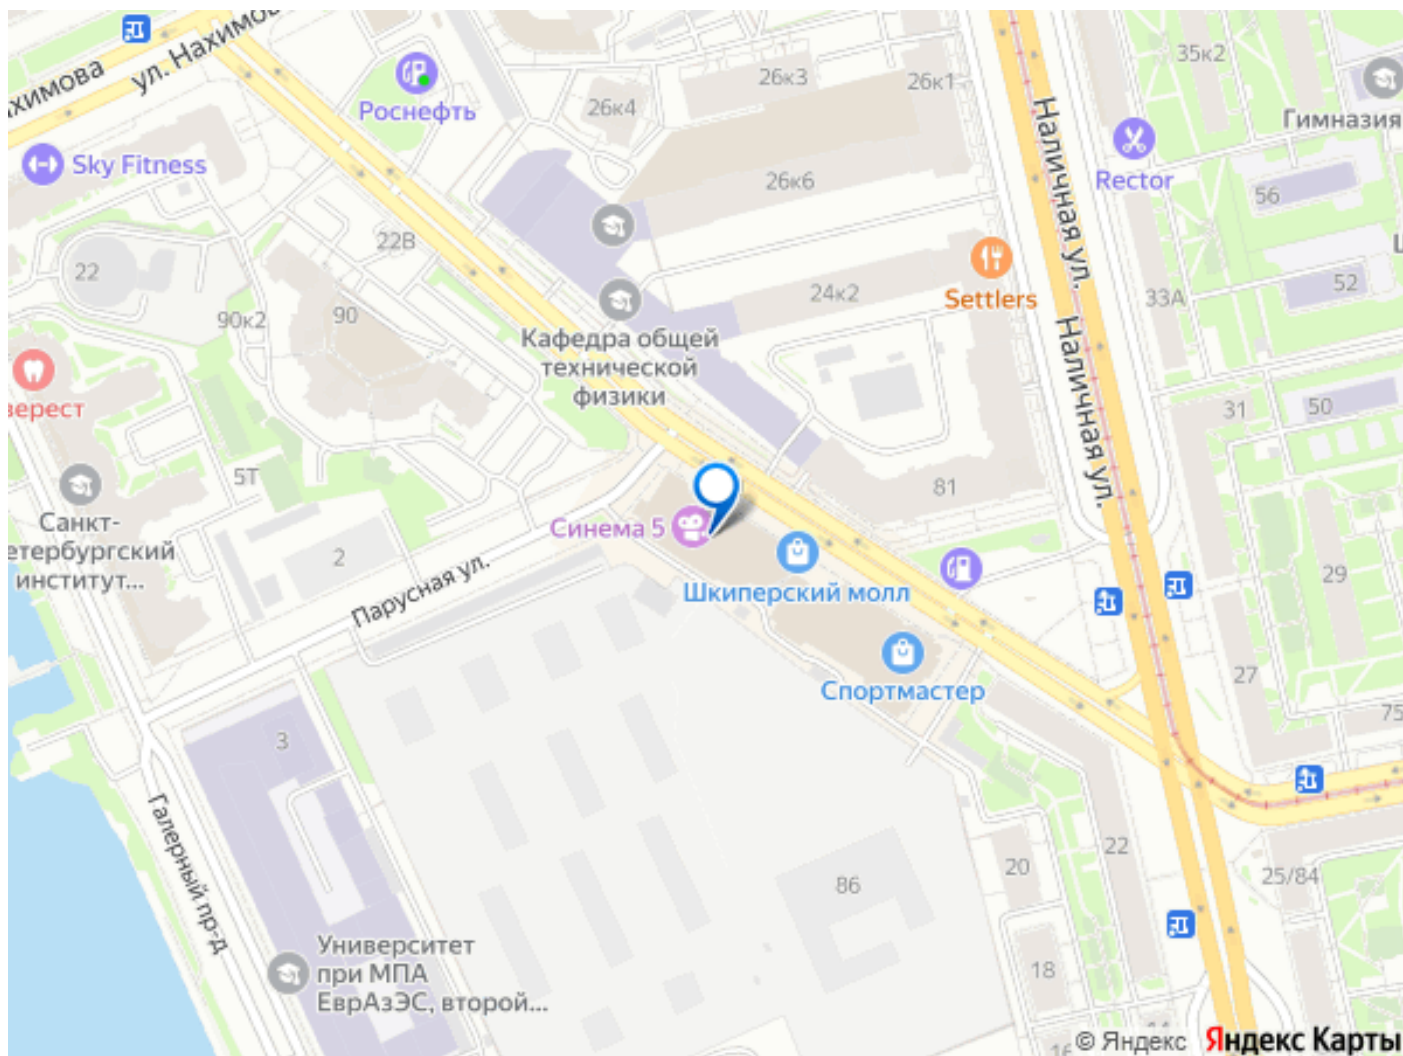 ул. Нахимова
Роснефть
Sky Fitness
26к3
26к4
26к1
35к2
Гимназия
Rector
26к6
56
Наличная ул.
22В
22
90к2
90
24к2
Settlers
33А
52
Кафедра общей
технической
физики
31
50
Наличная ул.
5Т
81
Санкт-
институт...
2
Парусная ул.
Синема 5
Шкиперский молл
29
Спортмастер
27
75
3
Галерный пр-д
86
20
22
25/84
18
Университет
при МПА
ЕврАзЭС, второй...
© Яндекс
Яндекс Карты